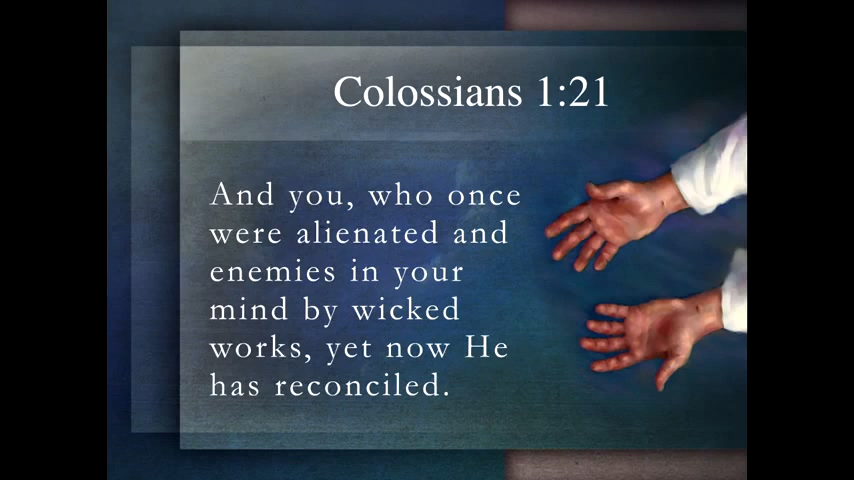 Colossians 1:21
And you, who once
were alienated and
enemies in your
mind by wicked
works, yet now He
has reconciled.